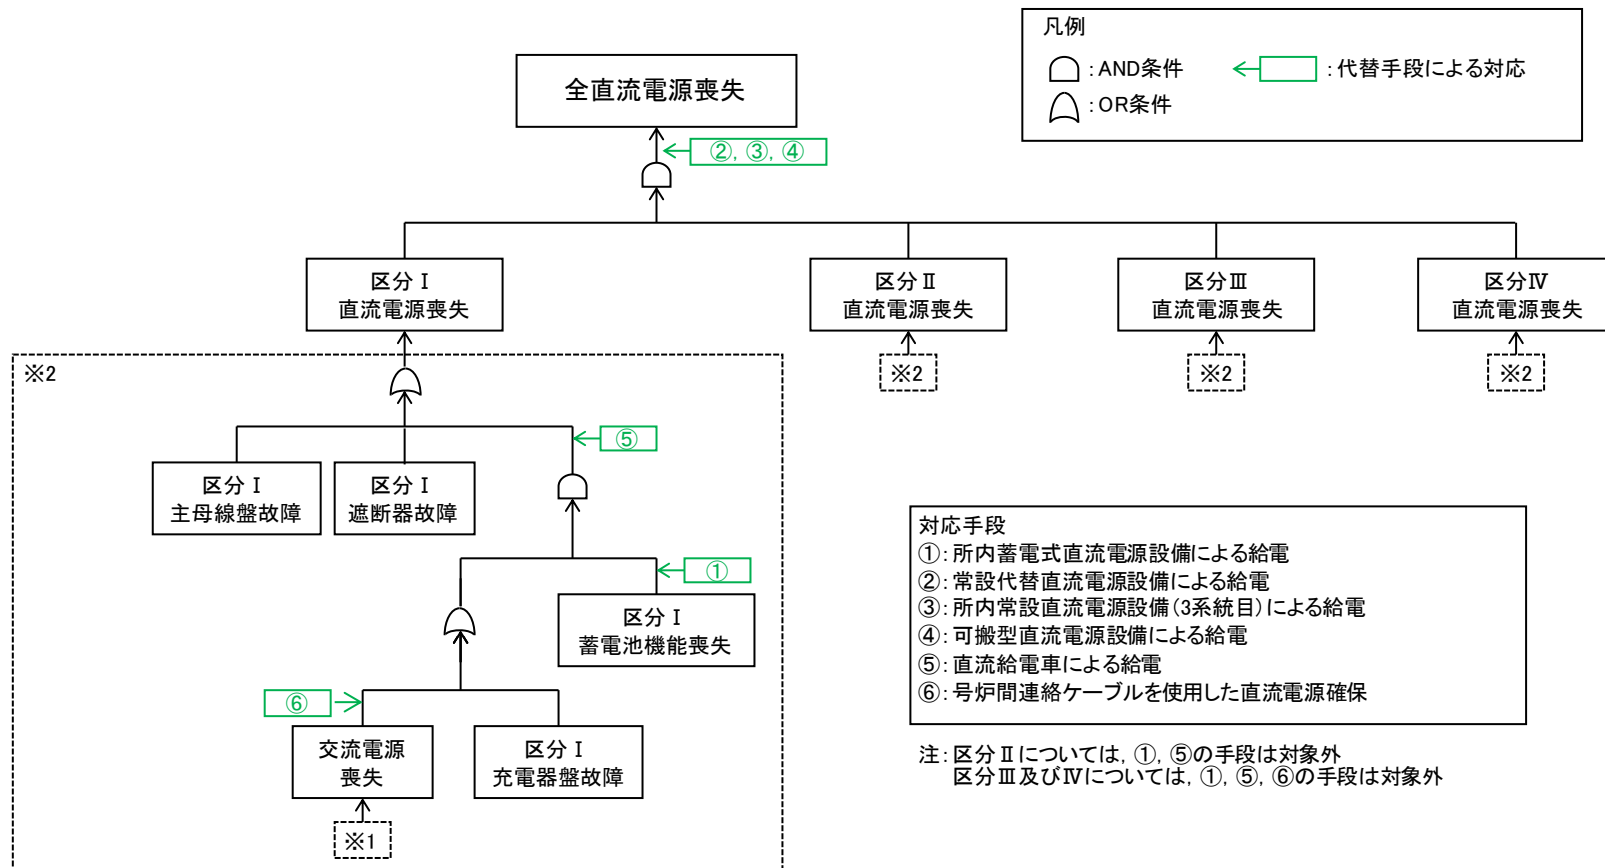 凡例
:AND条件
:代替手段による対応
:OR条件
全直流電源喪失
②, ③, ④
区分Ⅰ
直流電源喪失
区分Ⅱ
直流電源喪失
区分Ⅲ
直流電源喪失
区分Ⅳ
直流電源喪失
※2
※2
※2
※2
⑤
区分Ⅰ
主母線盤故障
区分Ⅰ
遮断器故障
①
区分Ⅰ
蓄電池機能喪失
⑥
交流電源
喪失
区分Ⅰ
充電器盤故障
※1
対応手段
①:所内蓄電式直流電源設備による給電
②:常設代替直流電源設備による給電
③:所内常設直流電源設備(3系統目)による給電
④:可搬型直流電源設備による給電
⑤:直流給電車による給電
⑥:号炉間連絡ケーブルを使用した直流電源確保
注:区分Ⅱについては, ①, ⑤の手段は対象外
区分Ⅲ及びⅣについては, ①, ⑤, ⑥の手段は対象外